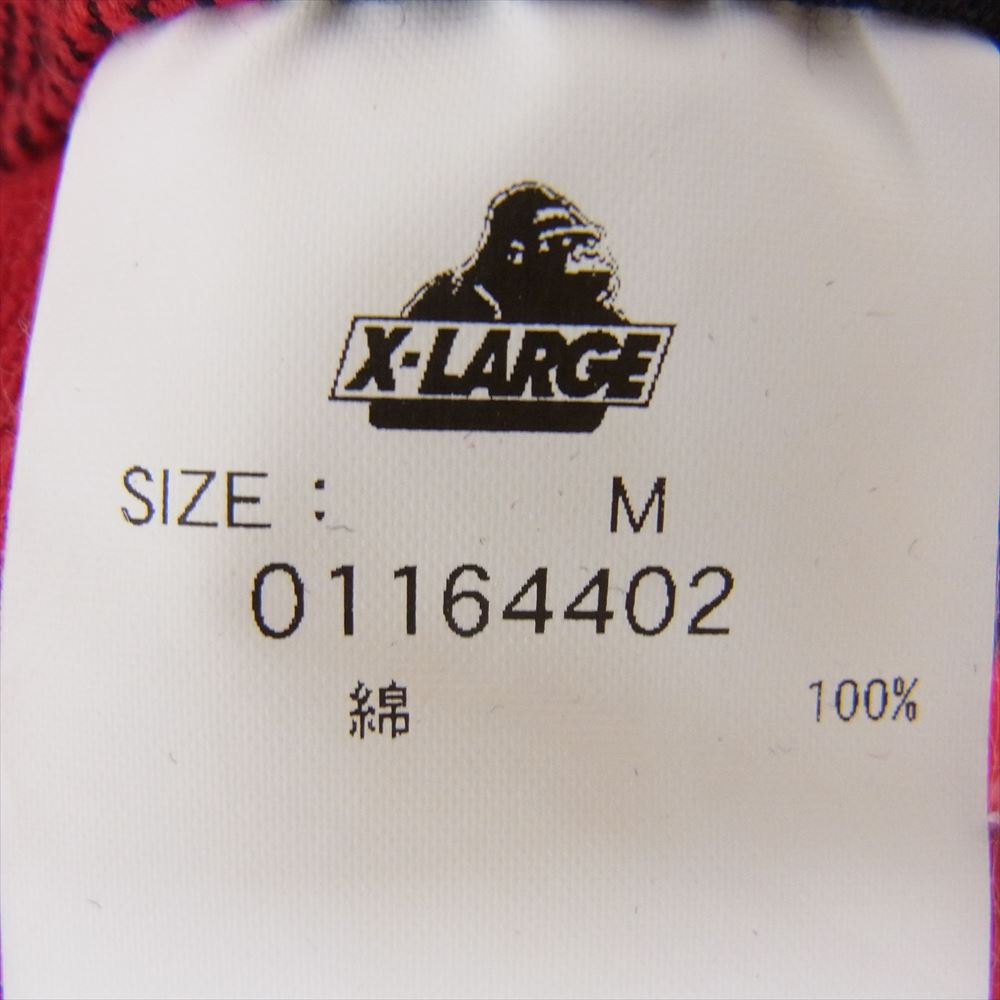 X-LARGE
SIZE : M
01164402
綿 100%